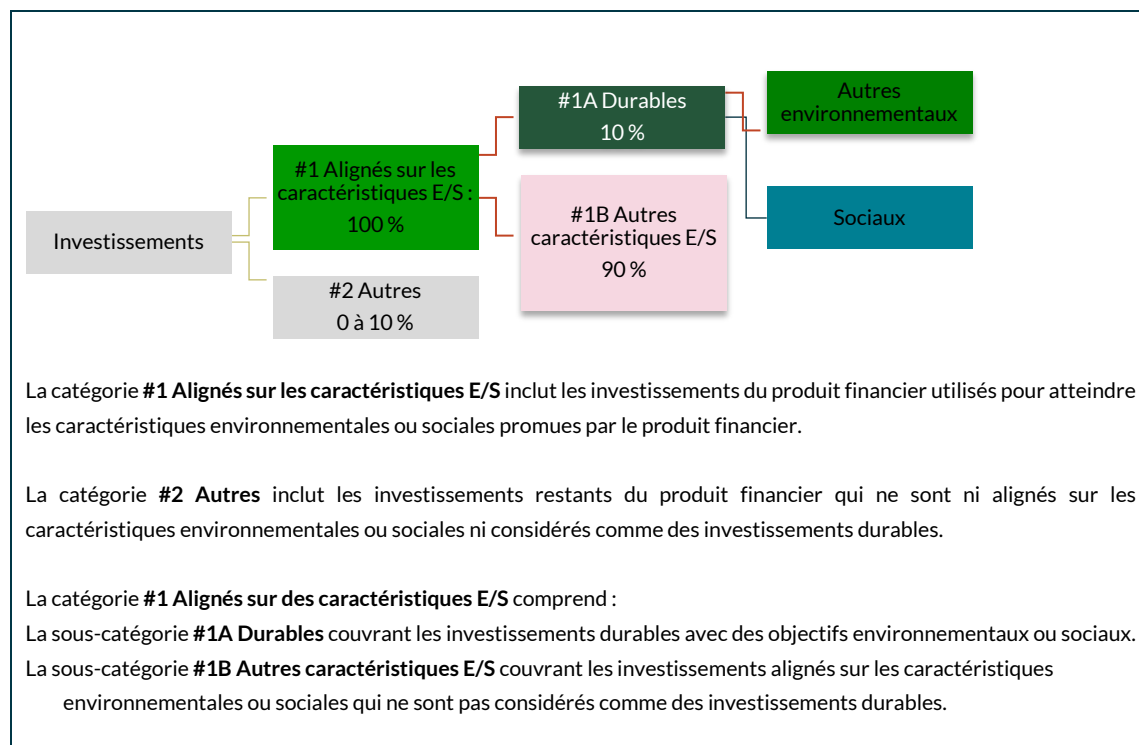 Investissements
#1 Alignés sur les
caractéristiques E/S :
100 %
#2 Autres
0 à 10 %
#1A Durables
10 %
#1B Autres
caractéristiques E/S
90 %
Autres
environnementaux
Sociaux
La catégorie #1 Alignés sur les caractéristiques E/S inclut les investissements du produit financier utilisés pour atteindre
les caractéristiques environnementales ou sociales promues par le produit financier.
La catégorie #2 Autres inclut les investissements restants du produit financier qui ne sont ni alignés sur les
caractéristiques environnementales ou sociales ni considérés comme des investissements durables.
La catégorie #1 Alignés sur des caractéristiques E/S comprend :
La sous-catégorie #1A Durables couvrant les investissements durables avec des objectifs environnementaux ou sociaux.
La sous-catégorie #1B Autres caractéristiques E/S couvrant les investissements alignés sur les caractéristiques
environnementales ou sociales qui ne sont pas considérés comme des investissements durables.